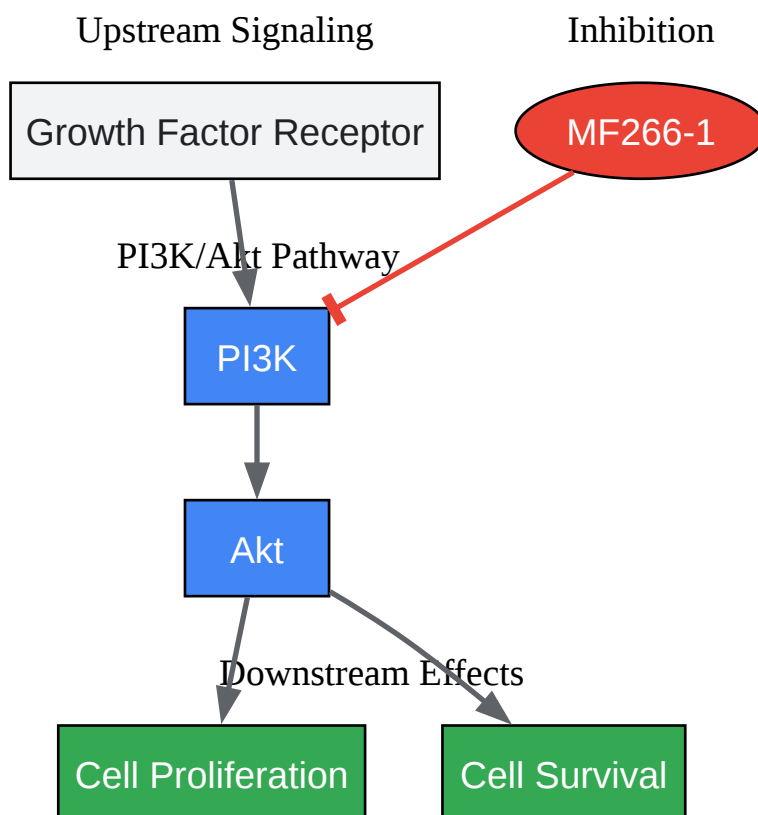 Upstream Signaling
Inhibition
Growth Factor Receptor
MF266-1
PI3K/Akt Pathway
PI3K
Akt
Downstream Effects
Cell Proliferation
Cell Survival